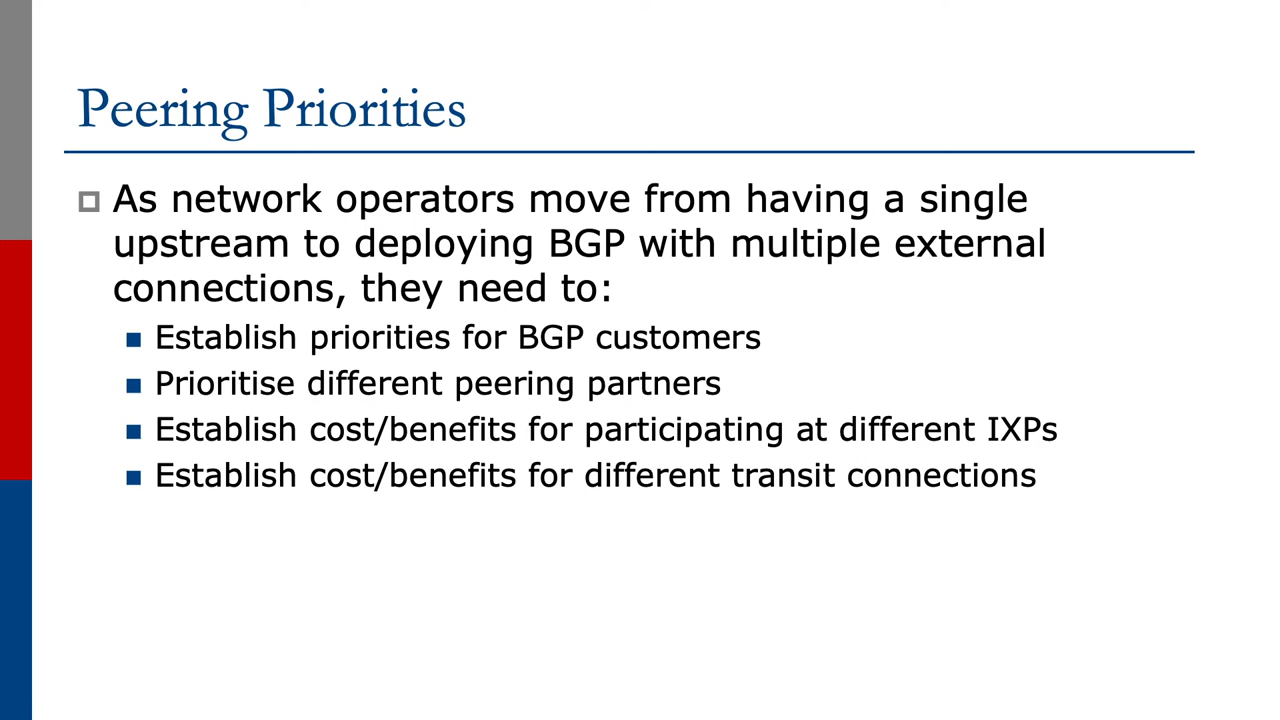 Peering Priorities
As network operators move from having a single
upstream to deploying BGP with multiple external
connections, they need to:
Establish priorities for BGP customers
Prioritise different peering partners
Establish cost/benefits for participating at different IXPs
Establish cost/benefits for different transit connections